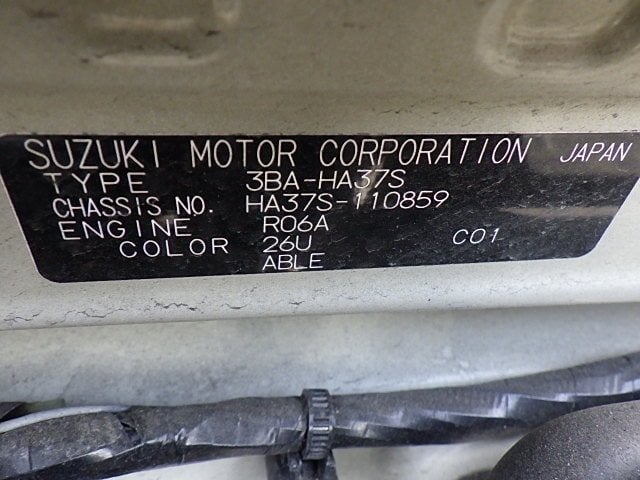 SUZUKI MOTOR CORPORATION JAPAN
TYPE 3BA-HA37S
CHASSIS NO. HA37S-110859
ENGINE R06A
COLOR 26U C01
ABLE